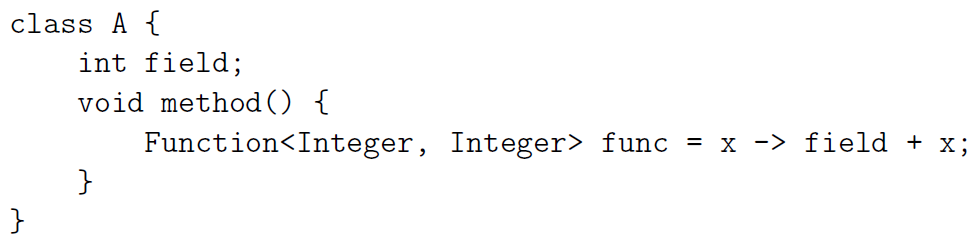 class A {
    int field;
    void method() {
        Function<Integer, Integer> func = x -> field + x;
    }
}